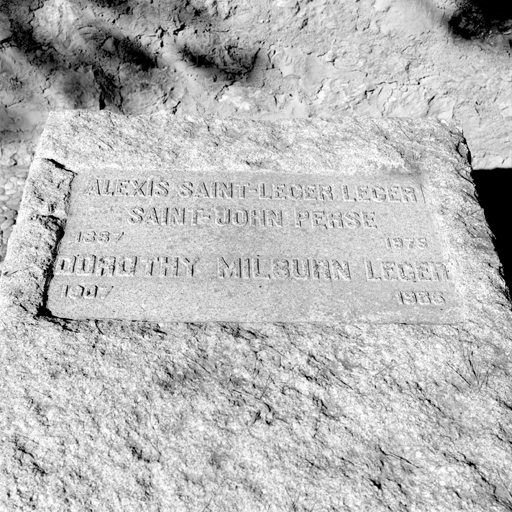 ALEXIS SAINT-LEGER LEGER
SAINT-JOHN PERSE
1887 1975
DOROTHY MILBURN LEGER
1907 1985